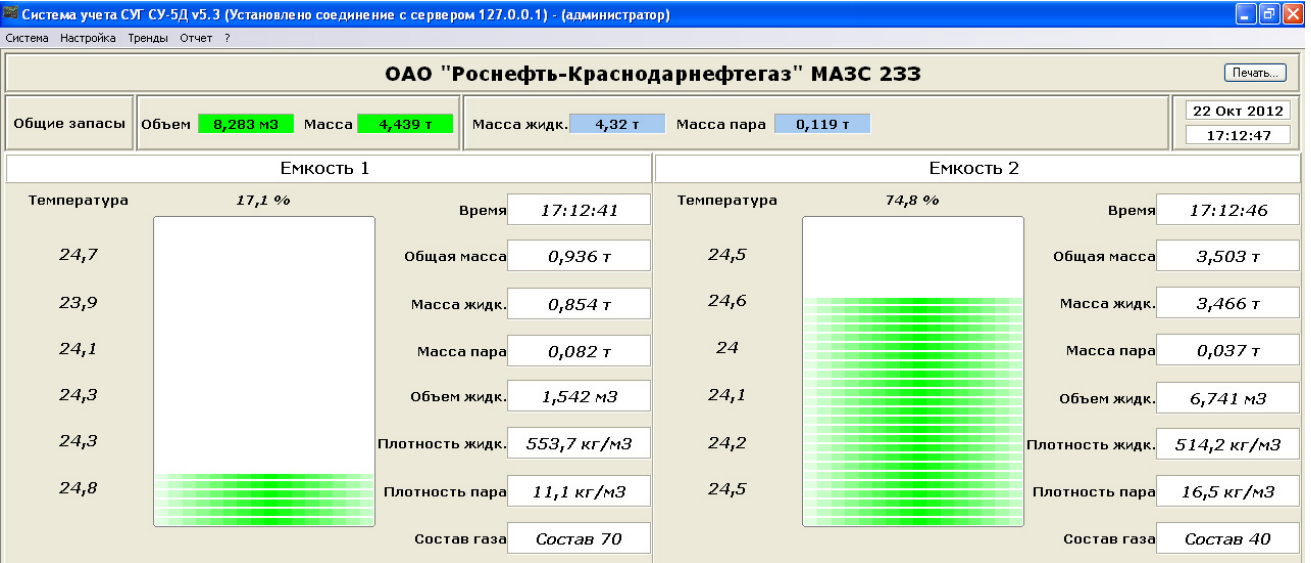 Система учета СУГ СУ-5Д v5.3 (Установлено соединение с сервером 127.0.0.1) - (администратор)
Система Настройка Тренды Отчет ?
ОАО "Роснефть-Краснодарнефтегаз" МАЗС 233 Печать...
Общие запасы Объем 8,283 м3 Масса 4,439 т Масса жидк. 4,32 т Масса пара 0,119 т 22 Окт 2012
17:12:47
Емкость 1
Температура 17,1 % Время 17:12:41
24,7 Общая масса 0,936 т
23,9 Масса жидк. 0,854 т
24,1 Масса пара 0,082 т
24,3 Объем жидк. 1,542 м3
24,3 Плотность жидк. 553,7 кг/м3
24,8 Плотность пара 11,1 кг/м3
Состав газа Состав 70
Емкость 2
Температура 74,8 % Время 17:12:46
24,5 Общая масса 3,503 т
24,6 Масса жидк. 3,466 т
24 Масса пара 0,037 т
24,1 Объем жидк. 6,741 м3
24,2 Плотность жидк. 514,2 кг/м3
24,5 Плотность пара 16,5 кг/м3
Состав газа Состав 40